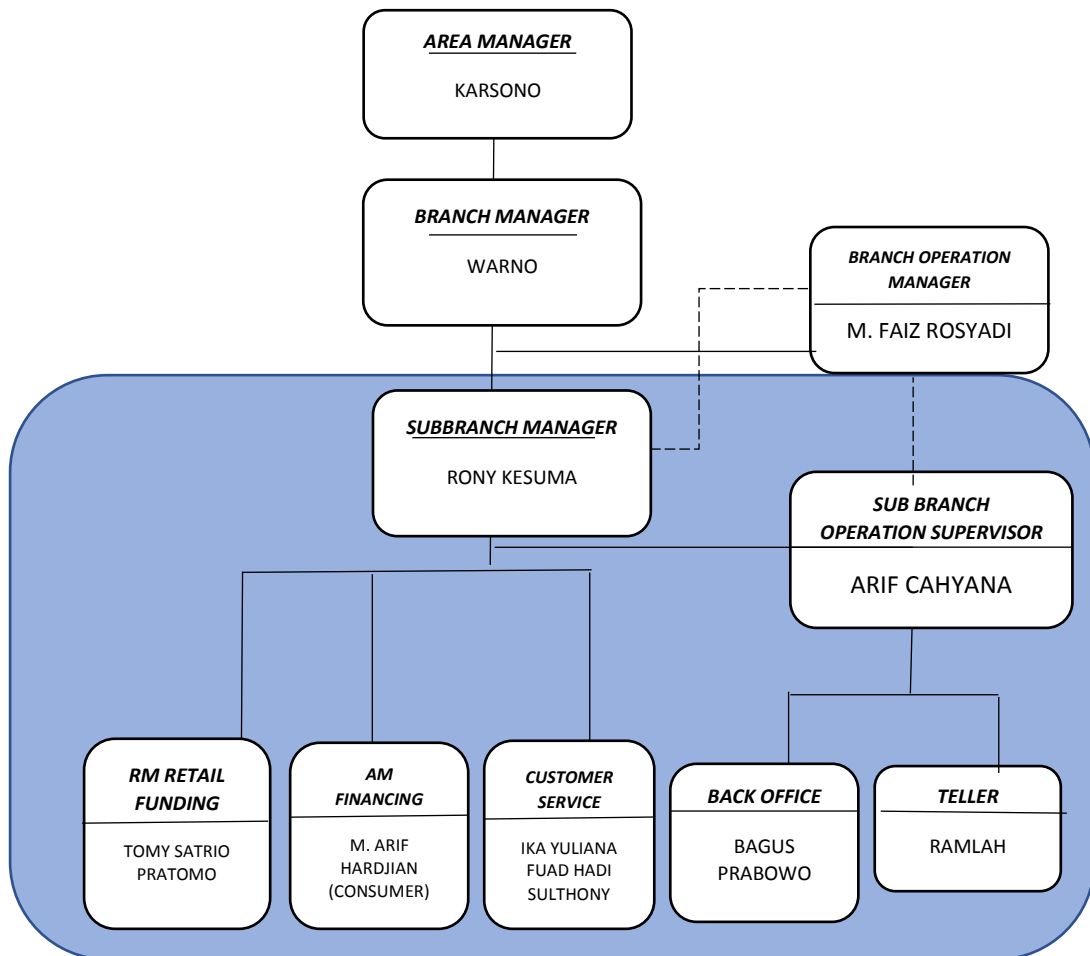 AREA MANAGER
KARSONO
BRANCH MANAGER
WARNO
BRANCH OPERATION
MANAGER
M. FAIZ ROSYADI
SUBBRANCH MANAGER
RONY KESUMA
SUB BRANCH
OPERATION SUPERVISOR
ARIF CAHYANA
RM RETAIL
FUNDING
TOMY SATRIO
PRATOMO
AM
FINANCING
M. ARIF
HARDJIAN
(CONSUMER)
CUSTOMER
SERVICE
IKA YULIANA
FUAD HADI
SULTHONY
BACK OFFICE
BAGUS
PRABOWO
TELLER
RAMLAH